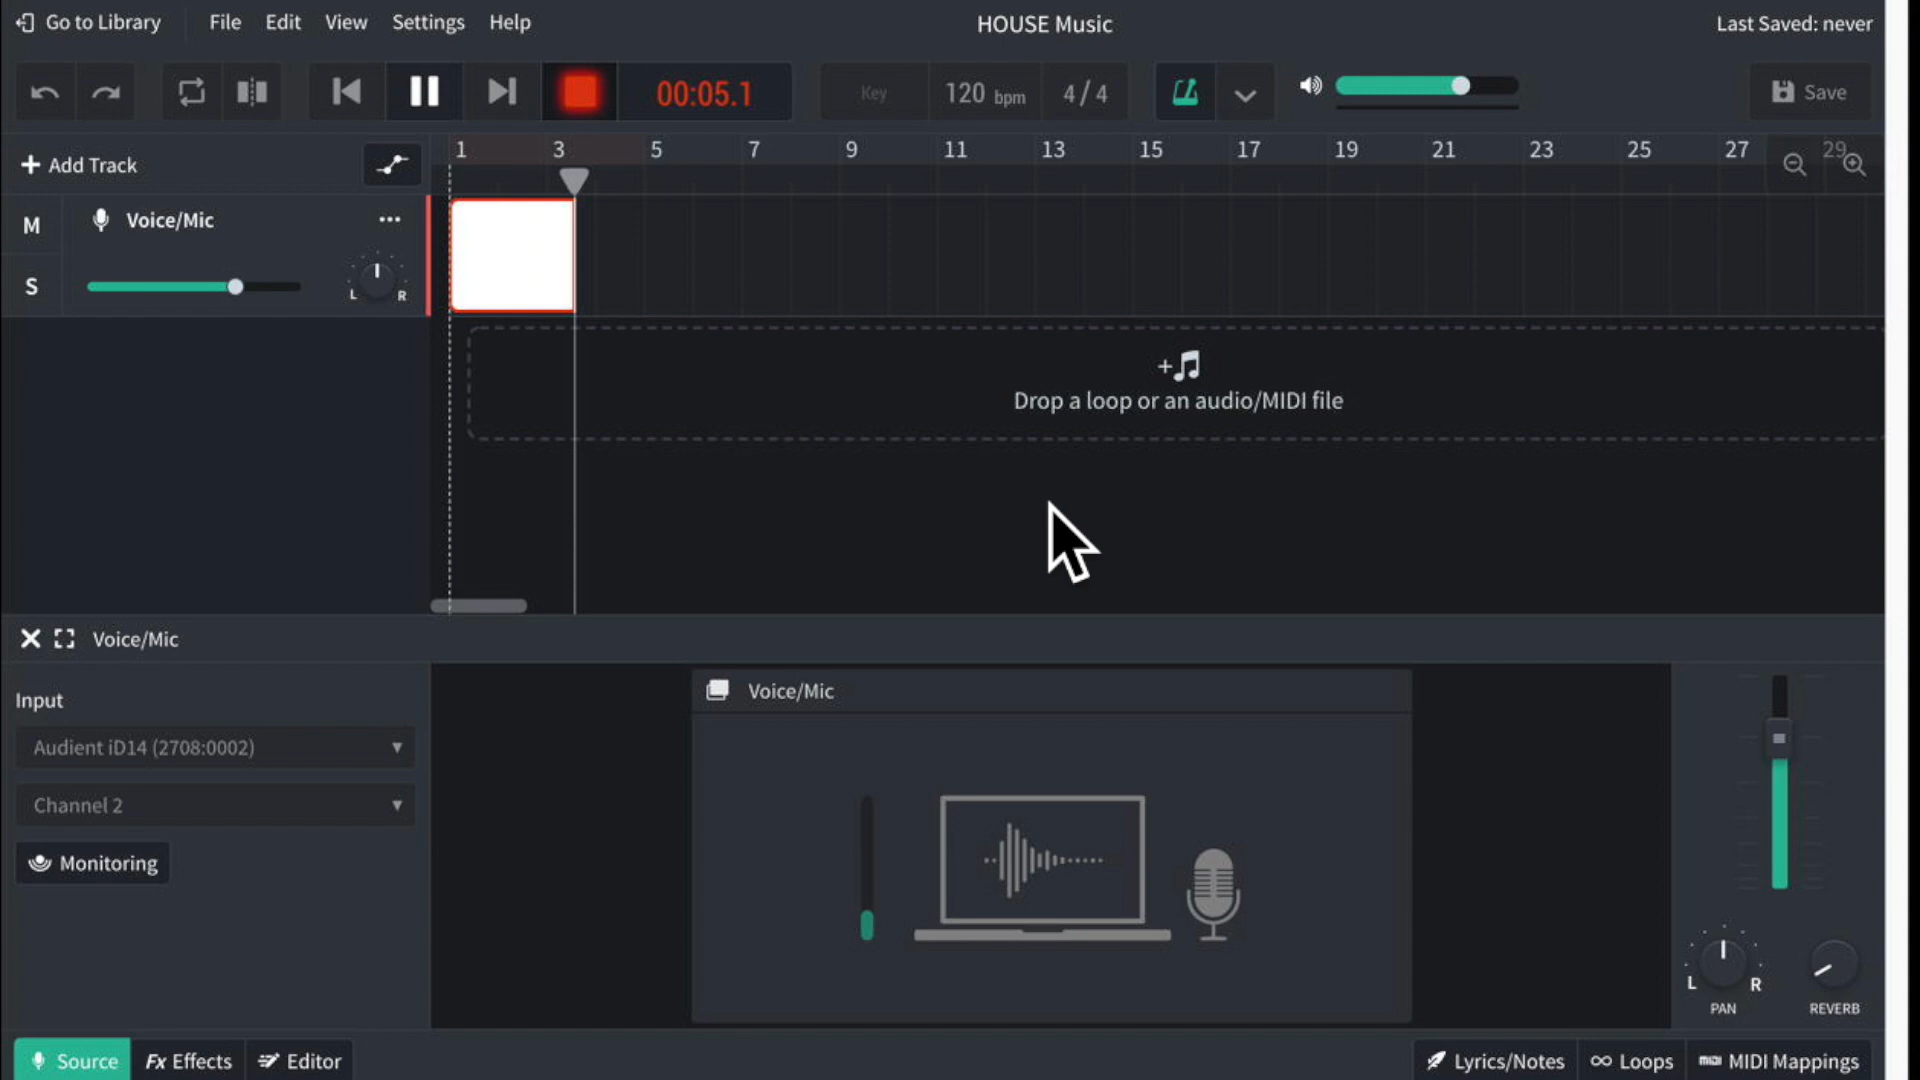 Go to Library File Edit View Settings Help HOUSE Music Last Saved: never
00:05.1 Key 120 bpm 4/4 Save
Add Track 1 3 5 7 9 11 13 15 17 19 21 23 25 27 29
M Voice/Mic
S L R
Drop a loop or an audio/MIDI file
Voice/Mic
Input
Voice/Mic
Audient iD14 (2708:0002)
Channel 2
Monitoring
L R
PAN REVERB
Source Fx Effects Editor Lyrics/Notes Loops MIDI Mappings